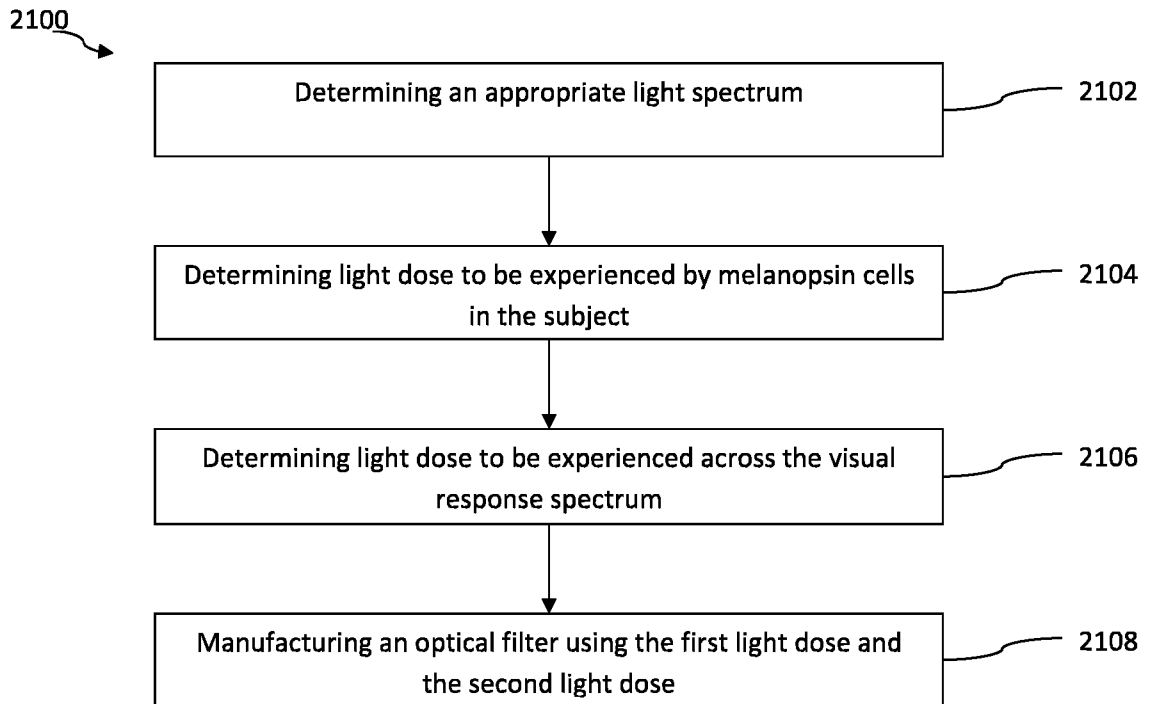 2100
Determining an appropriate light spectrum
2102
Determining light dose to be experienced by melanopsin cells
in the subject
2104
Determining light dose to be experienced across the visual
response spectrum
2106
Manufacturing an optical filter using the first light dose and
the second light dose
2108